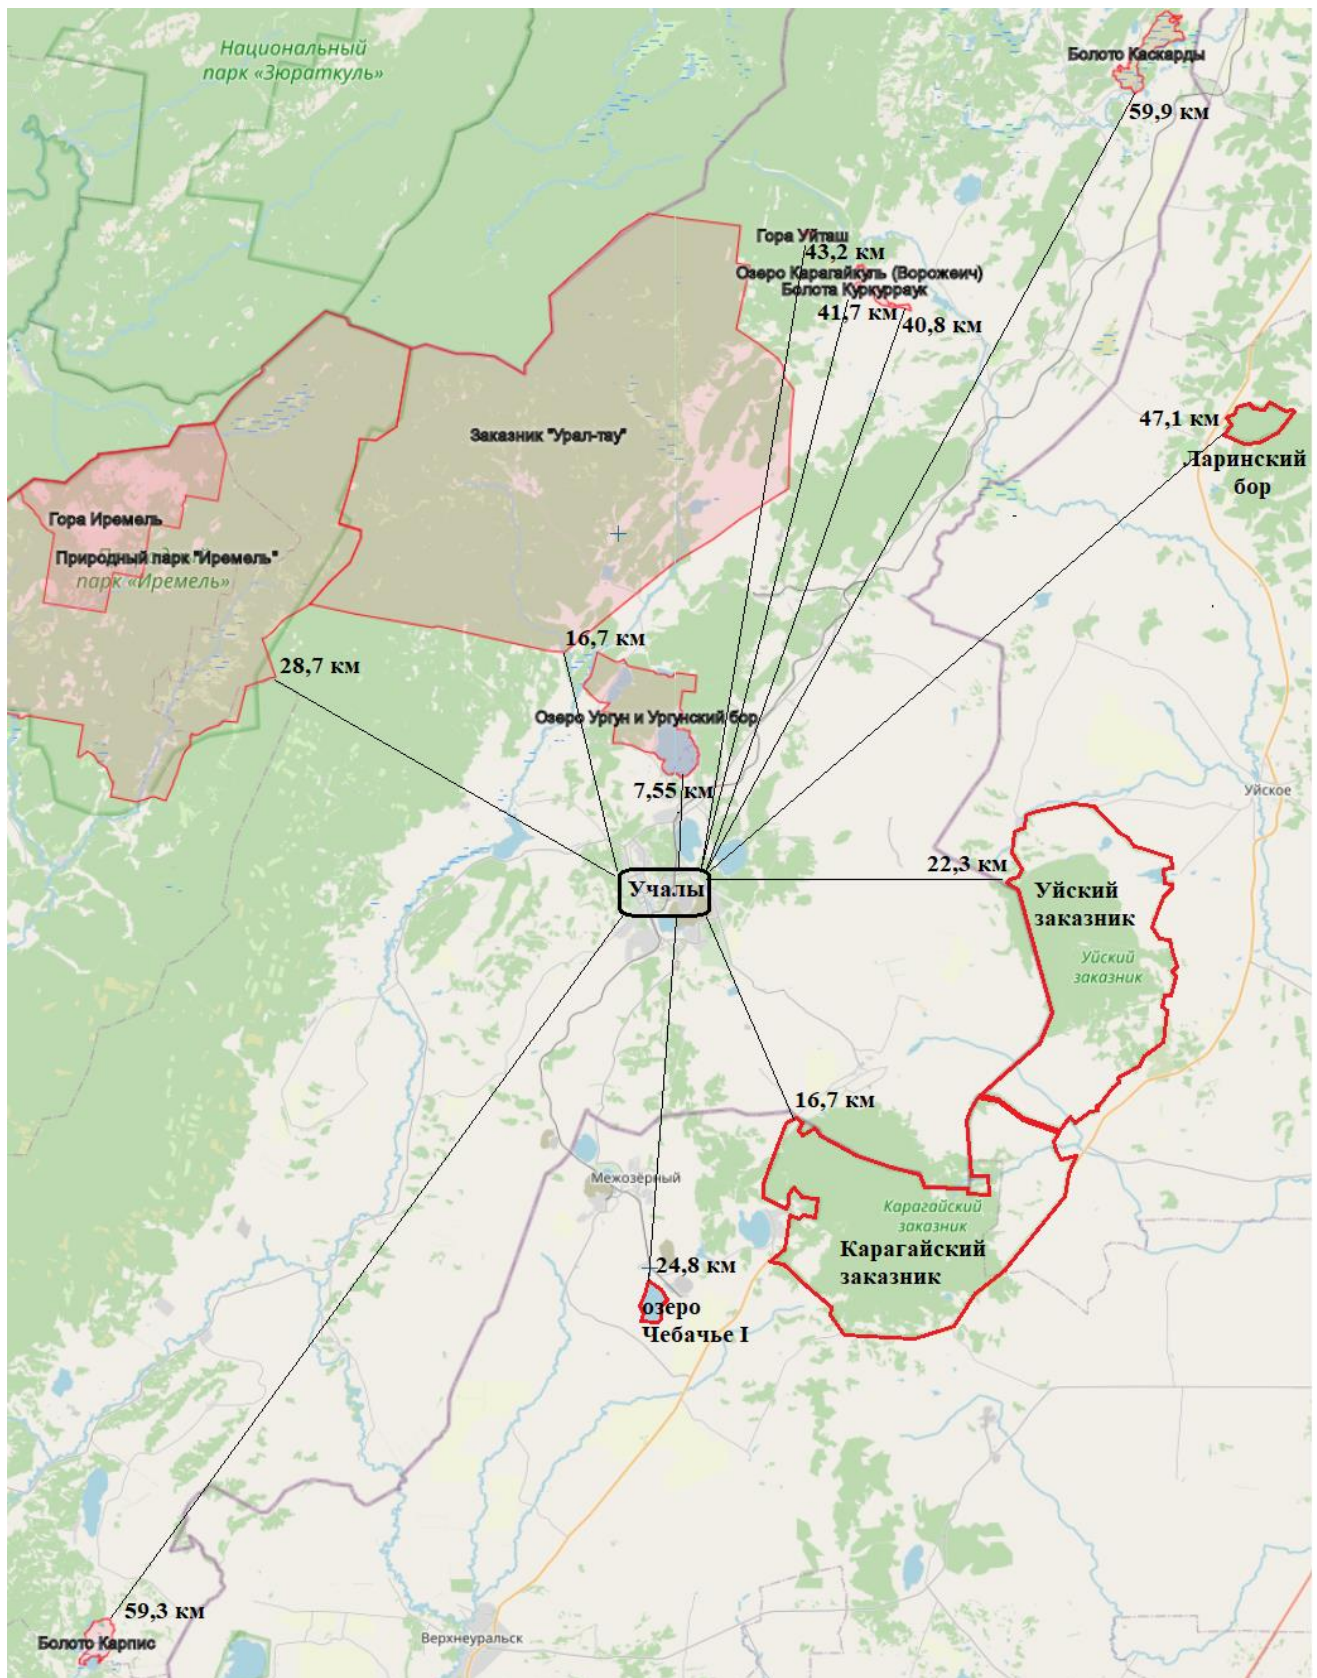 Национальный
парк «Зюраткуль»
Болото Каскарды
59,9 км
Гора Уйташ
43,2 км
Озеро Карагайкуль (Ворожеич)
Болота Куркурраук
41,7 км
40,8 км
47,1 км
Ларинский
бор
Заказник "Урал-тау"
Гора Иремель
Природный парк "Иремель"
парк «Иремель»
28,7 км
16,7 км
Озеро Ургун и Ургунский бор
7,55 км
Уйское
22,3 км
Учалы
Уйский
заказник
Уйский
заказник
16,7 км
Межозёрный
Карагайский
заказник
Карагайский
заказник
24,8 км
озеро
Чебачье I
59,3 км
Болото Карпис
Верхнеуральск